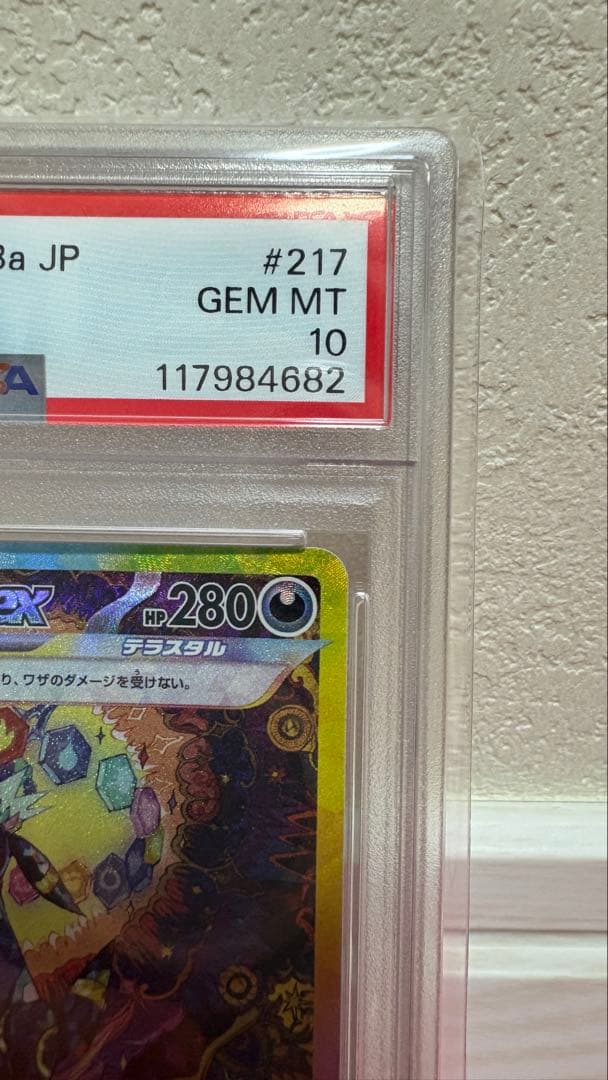 8a JP #217
GEM MT
10
117984682
ex HP280
テラスタル
り、ワザのダメージを受けない。